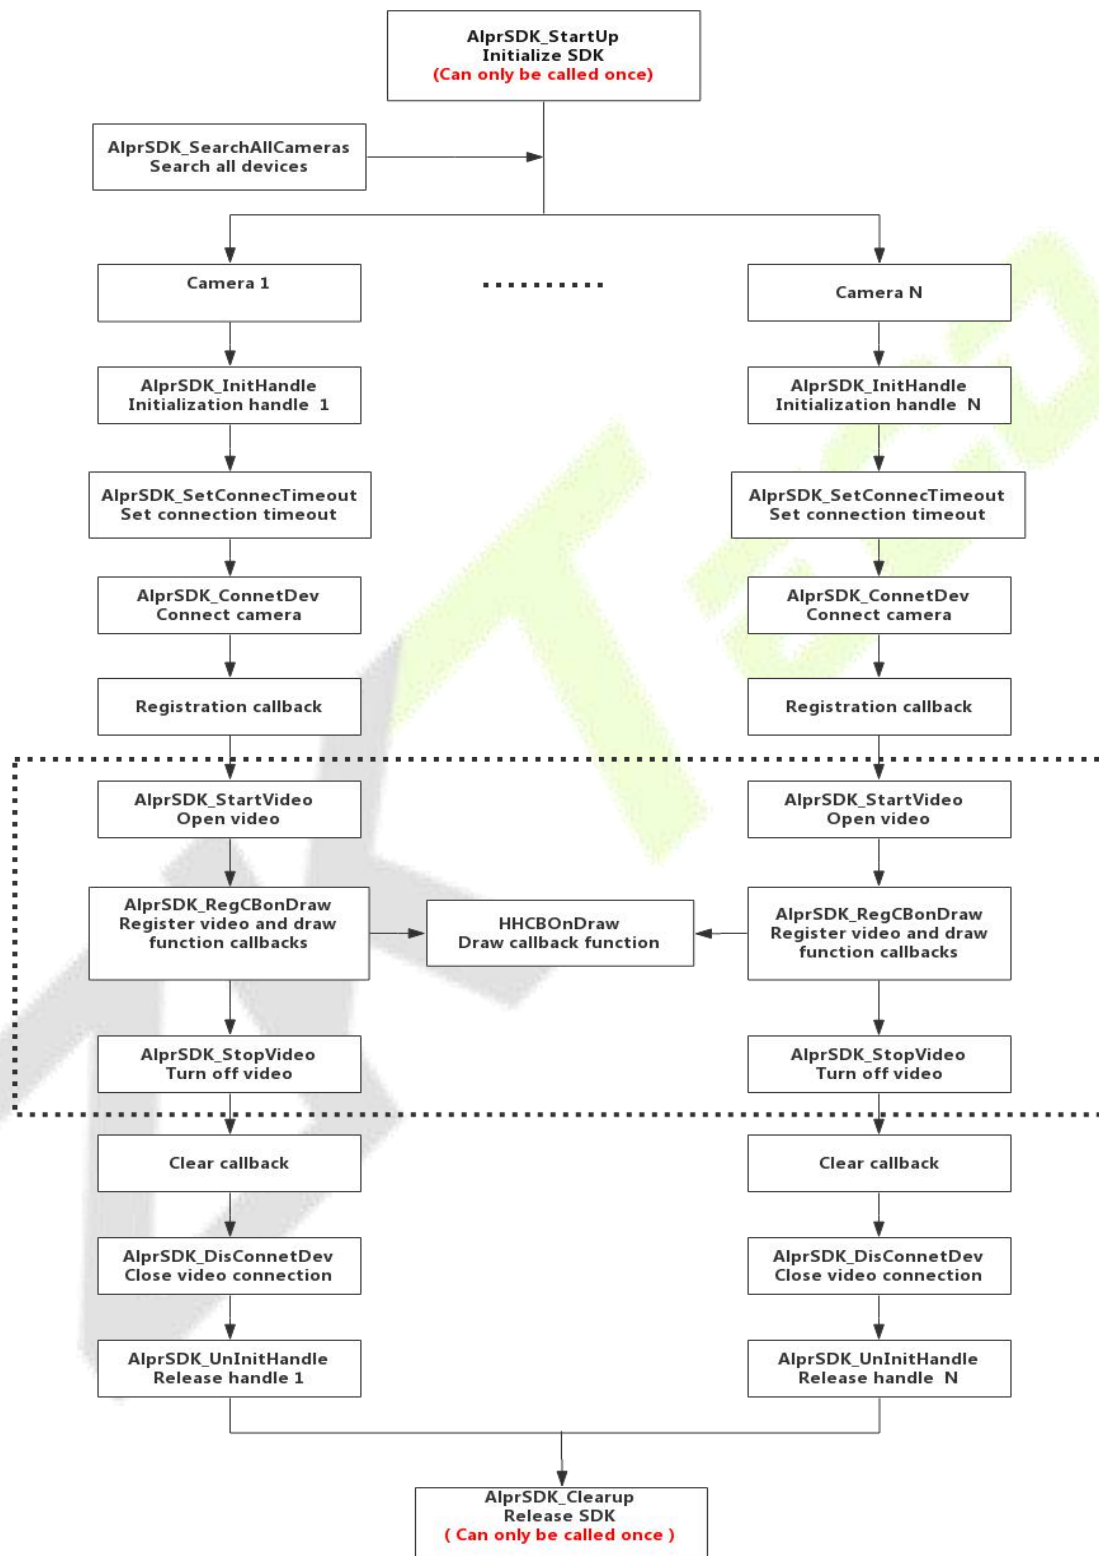 AlprSDK_StartUp
Initialize SDK
(Can only be called once)
AlprSDK_SearchAllCameras
Search all devices
Camera 1
Camera N
AlprSDK_InitHandle
Initialization handle 1
AlprSDK_InitHandle
Initialization handle N
AlprSDK_SetConnecTimeout
Set connection timeout
AlprSDK_SetConnecTimeout
Set connection timeout
AlprSDK_ConnetDev
Connect camera
AlprSDK_ConnetDev
Connect camera
Registration callback
Registration callback
AlprSDK_StartVideo
Open video
AlprSDK_StartVideo
Open video
AlprSDK_RegCBonDraw
Register video and draw
function callbacks
HHCBOnDraw
Draw callback function
AlprSDK_RegCBonDraw
Register video and draw
function callbacks
AlprSDK_StopVideo
Turn off video
AlprSDK_StopVideo
Turn off video
Clear callback
Clear callback
AlprSDK_DisConnetDev
Close video connection
AlprSDK_DisConnetDev
Close video connection
AlprSDK_UnInitHandle
Release handle 1
AlprSDK_UnInitHandle
Release handle N
AlprSDK_Clearup
Release SDK
( Can only be called once )